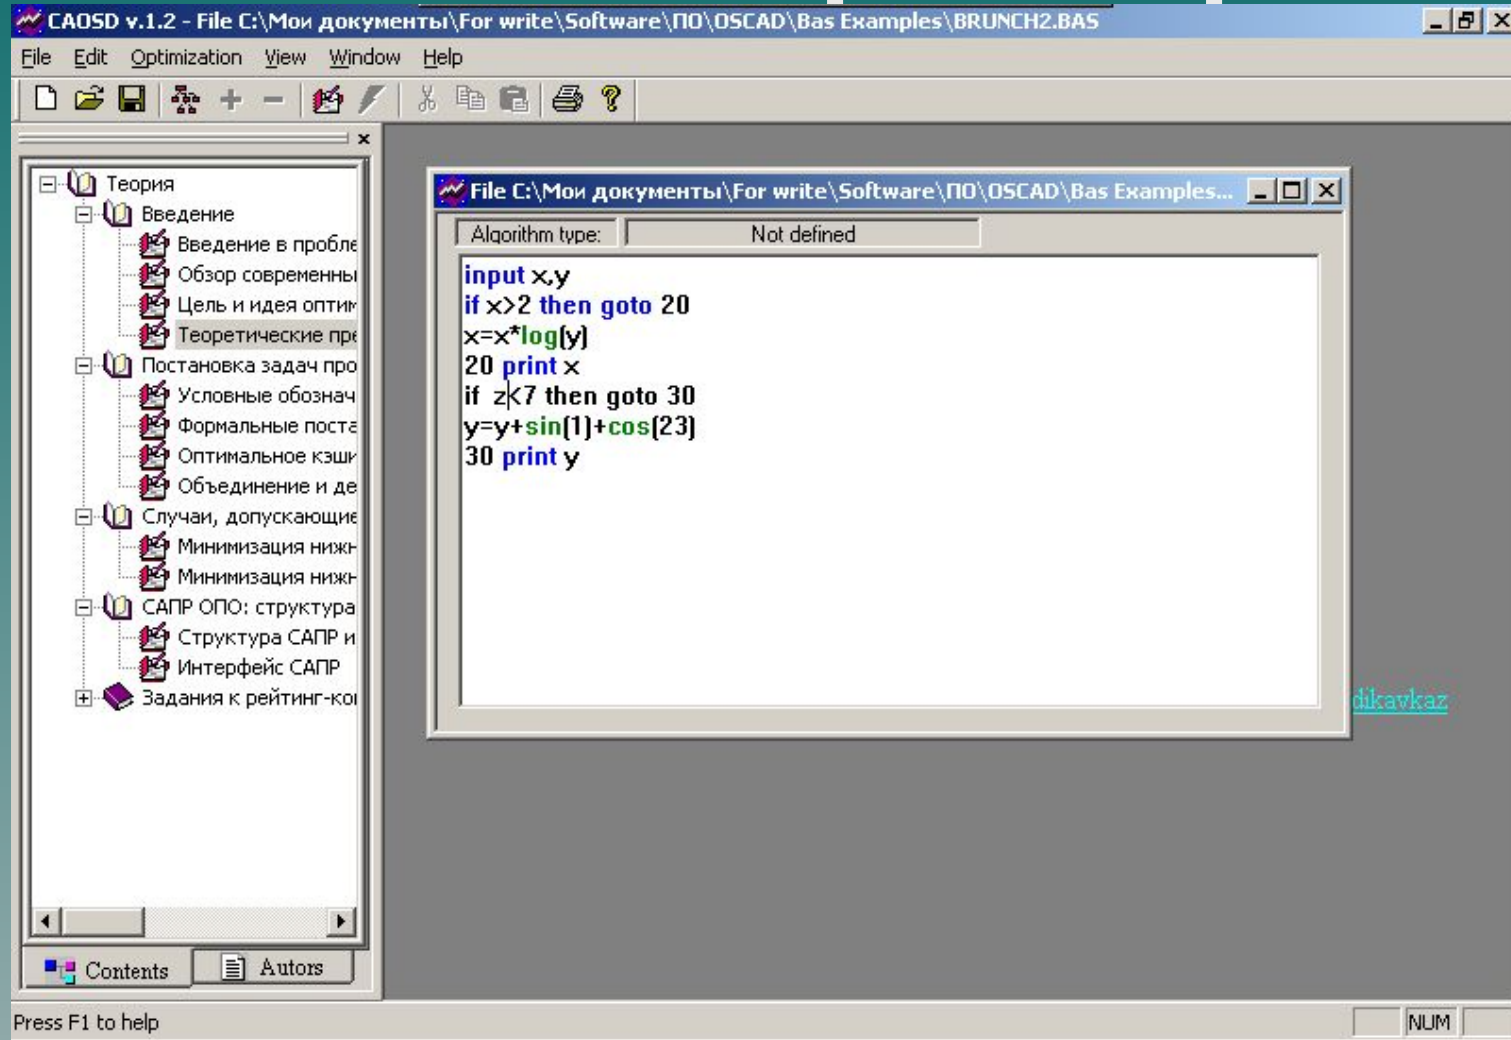 CAOSD v.1.2 - File C:\Мои документы\For write\Software\ПО\OSCAD\Bas Examples\BRUNCH2.BAS
File Edit Optimization View Window Help
Теория
Введение
Введение в пробле
Обзор современны
Цель и идея оптим
Теоретические пре
Постановка задач про
Условные обознач
Формальные поста
Оптимальное кэши
Объединение и де
Случаи, допускающие
Минимизация нижн
Минимизация нижн
САПР ОПО: структура
Структура САПР и
Интерфейс САПР
Задания к рейтинг-ко
Contents Autors
File C:\Мои документы\For write\Software\ПО\OSCAD\Bas Examples...
Algorithm type: Not defined
input x,y
if x>2 then goto 20
x=x*log(y)
20 print x
if z<7 then goto 30
y=y+sin(1)+cos(23)
30 print y
dikavkaz
Press F1 to help NUM